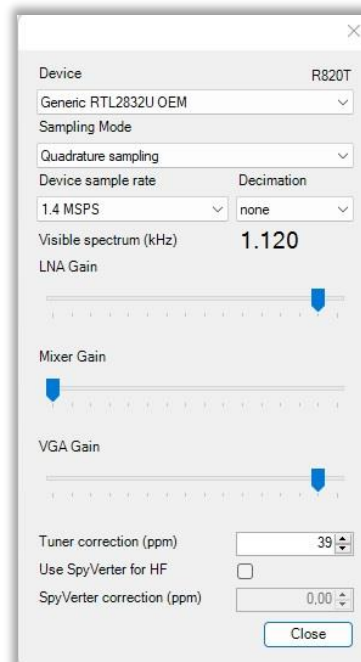 Device R820T
Generic RTL2832U OEM
Sampling Mode
Quadrature sampling
Device sample rate Decimation
1.4 MSPS none
Visible spectrum (kHz) 1.120
LNA Gain
Mixer Gain
VGA Gain
Tuner correction (ppm) 39
Use SpyVerter for HF
SpyVerter correction (ppm) 0,00
Close